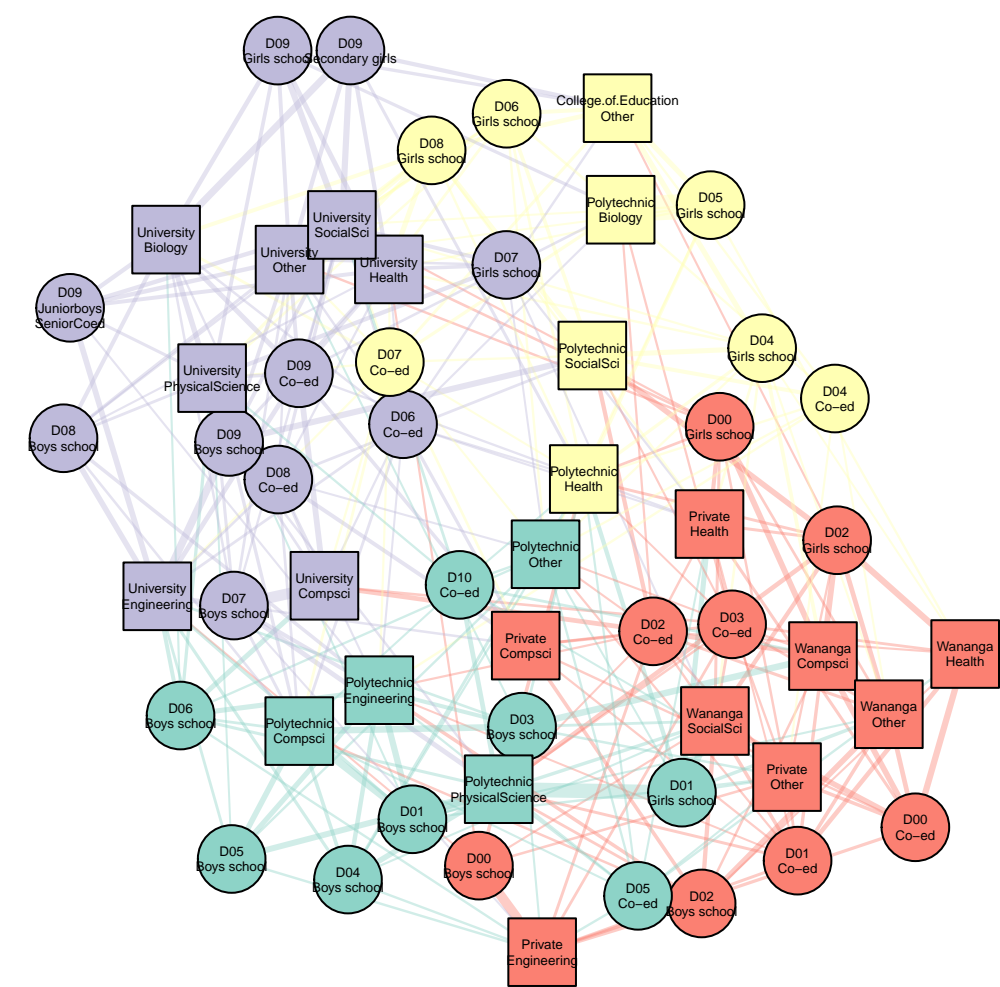 D09
Girls school
D09
Secondary girls
College.of.Education
Other
D06
Girls school
D08
Girls school
D05
Girls school
Polytechnic
Biology
University
SocialSci
University
Biology
University
Other
University
Health
D07
Girls school
D09
Juniorboys
SeniorCoed
Polytechnic
SocialSci
D04
Girls school
D07
Co−ed
D09
Co−ed
University
PhysicalScience
D04
Co−ed
D06
Co−ed
D00
Girls school
D08
Boys school
D09
Boys school
D08
Co−ed
Polytechnic
Health
Private
Health
D02
Girls school
Polytechnic
Other
D10
Co−ed
University
Compsci
University
Engineering
D07
Boys school
D03
Co−ed
D02
Co−ed
Private
Compsci
Wananga
Compsci
Wananga
Health
Polytechnic
Engineering
D06
Boys school
Wananga
Other
Wananga
SocialSci
D03
Boys school
Polytechnic
Compsci
Private
Other
Polytechnic
PhysicalScience
D01
Girls school
D01
Boys school
D00
Co−ed
D05
Boys school
D01
Co−ed
D00
Boys school
D04
Boys school
D05
Co−ed
D02
Boys school
Private
Engineering